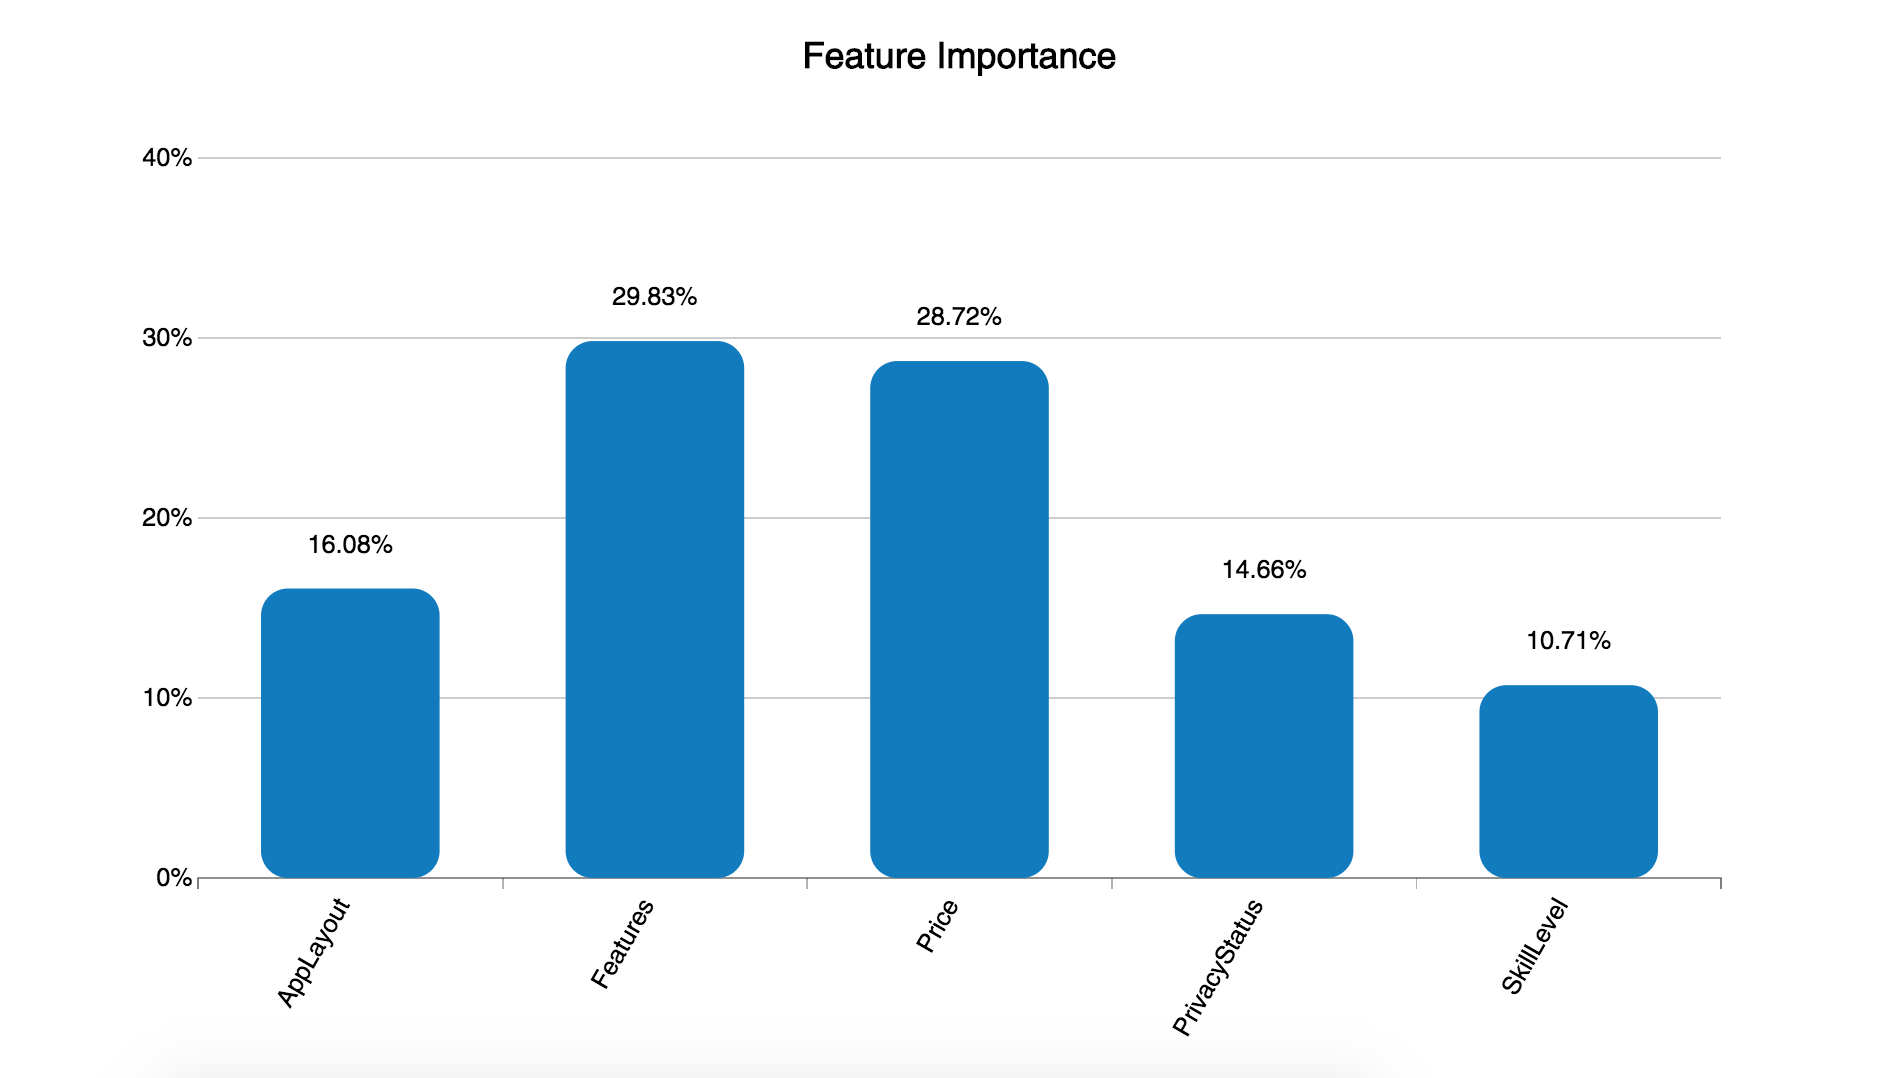 Feature Importance
40%
30%
20%
10%
0%
16.08%
29.83%
28.72%
14.66%
10.71%
AppLayout
Features
Price
PrivacyStatus
SkillLevel